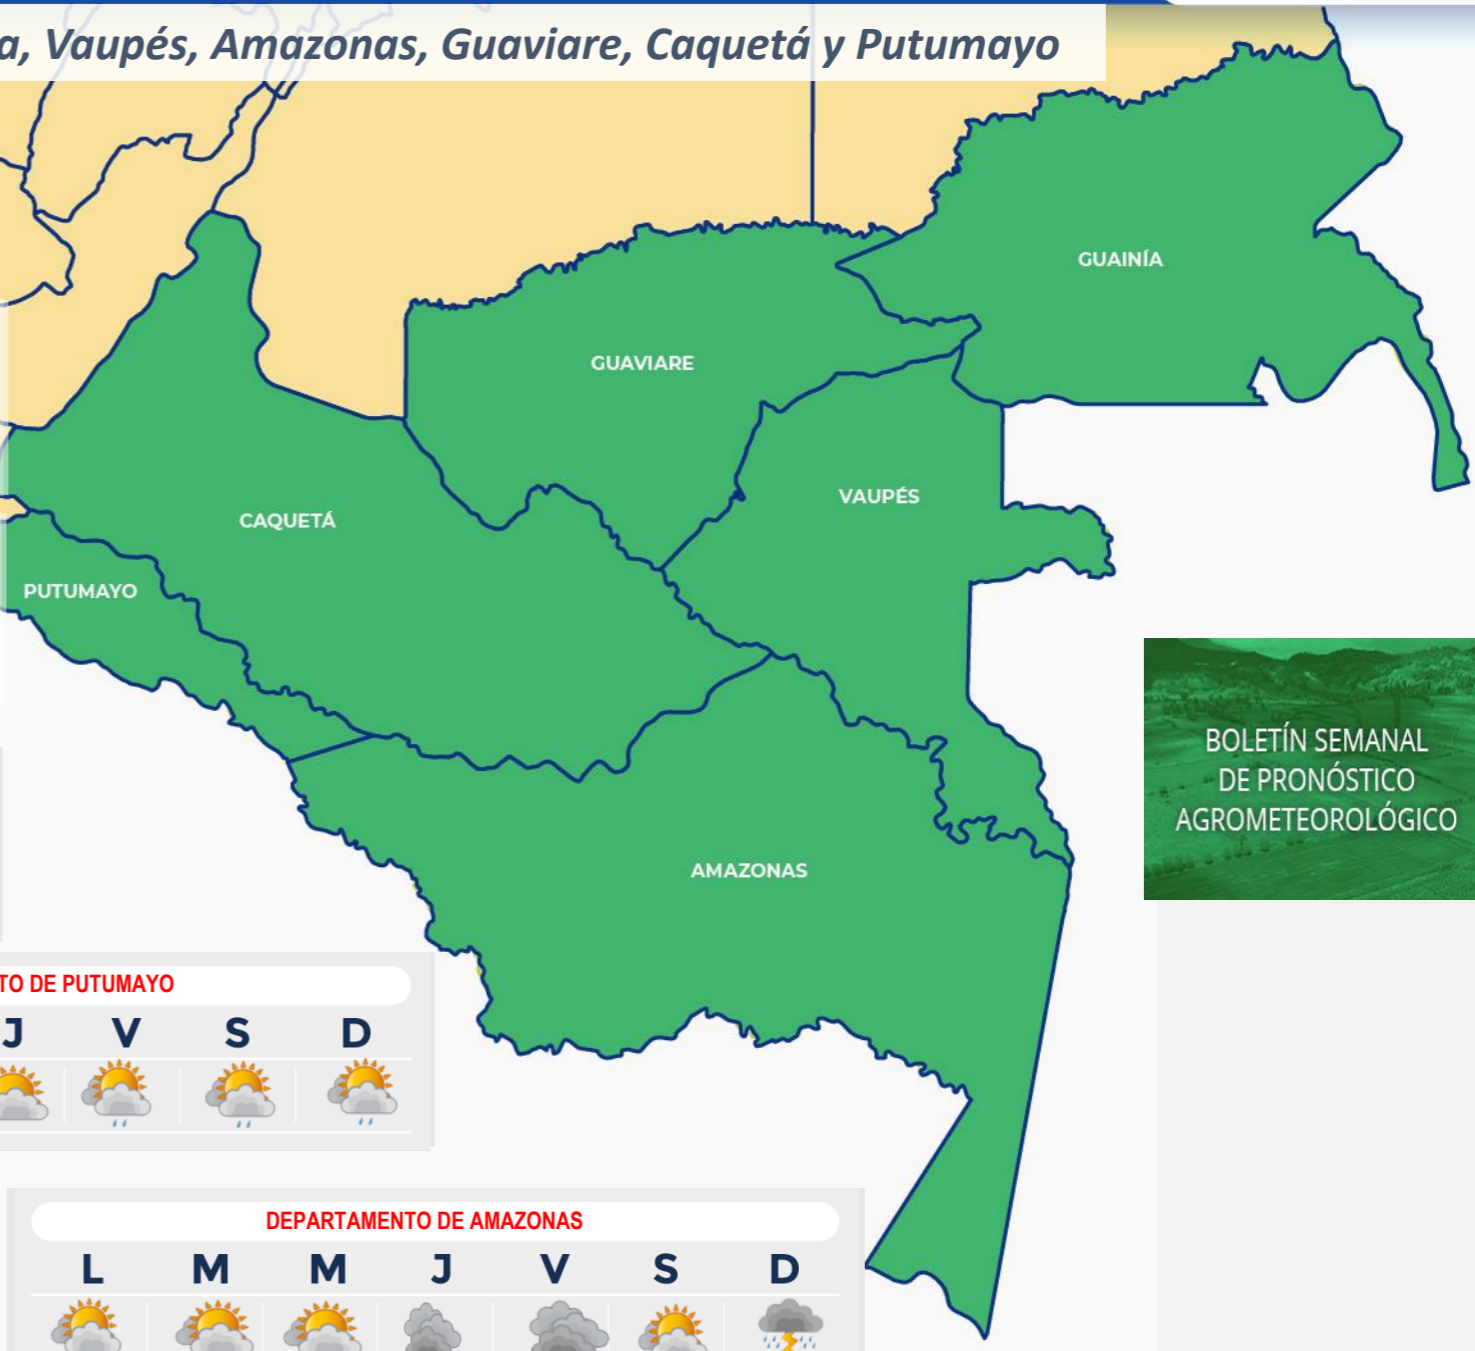 a, Vaupés, Amazonas, Guaviare, Caquetá y Putumayo
GUAINÍA
GUAVIARE
VAUPÉS
CAQUETÁ
PUTUMAYO
BOLETÍN SEMANAL
DE PRONÓSTICO
AGROMETEOROLÓGICO
AMAZONAS
TO DE PUTUMAYO
J V S D
DEPARTAMENTO DE AMAZONAS
L M M J V S D